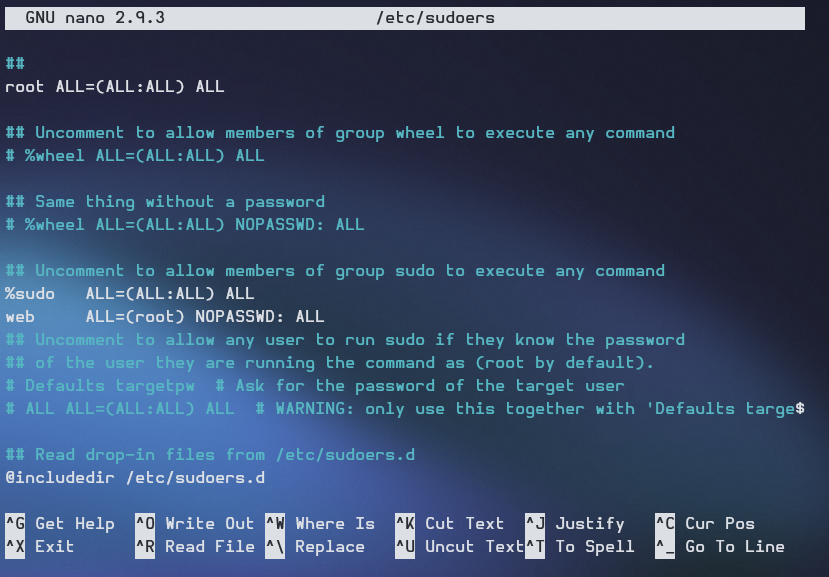 GNU nano 2.9.3 /etc/sudoers
##
root ALL=(ALL:ALL) ALL
## Uncomment to allow members of group wheel to execute any command
# %wheel ALL=(ALL:ALL) ALL
## Same thing without a password
# %wheel ALL=(ALL:ALL) NOPASSWD: ALL
## Uncomment to allow members of group sudo to execute any command
%sudo   ALL=(ALL:ALL) ALL
web     ALL=(root) NOPASSWD: ALL
## Uncomment to allow any user to run sudo if they know the password
## of the user they are running the command as (root by default).
# Defaults targetpw  # Ask for the password of the target user
# ALL ALL=(ALL:ALL) ALL  # WARNING: only use this together with 'Defaults targe$
## Read drop-in files from /etc/sudoers.d
@includedir /etc/sudoers.d
^G Get Help  ^O Write Out ^W Where Is  ^K Cut Text  ^J Justify   ^C Cur Pos
^X Exit      ^R Read File ^\ Replace   ^U Uncut Text^T To Spell  ^_ Go To Line